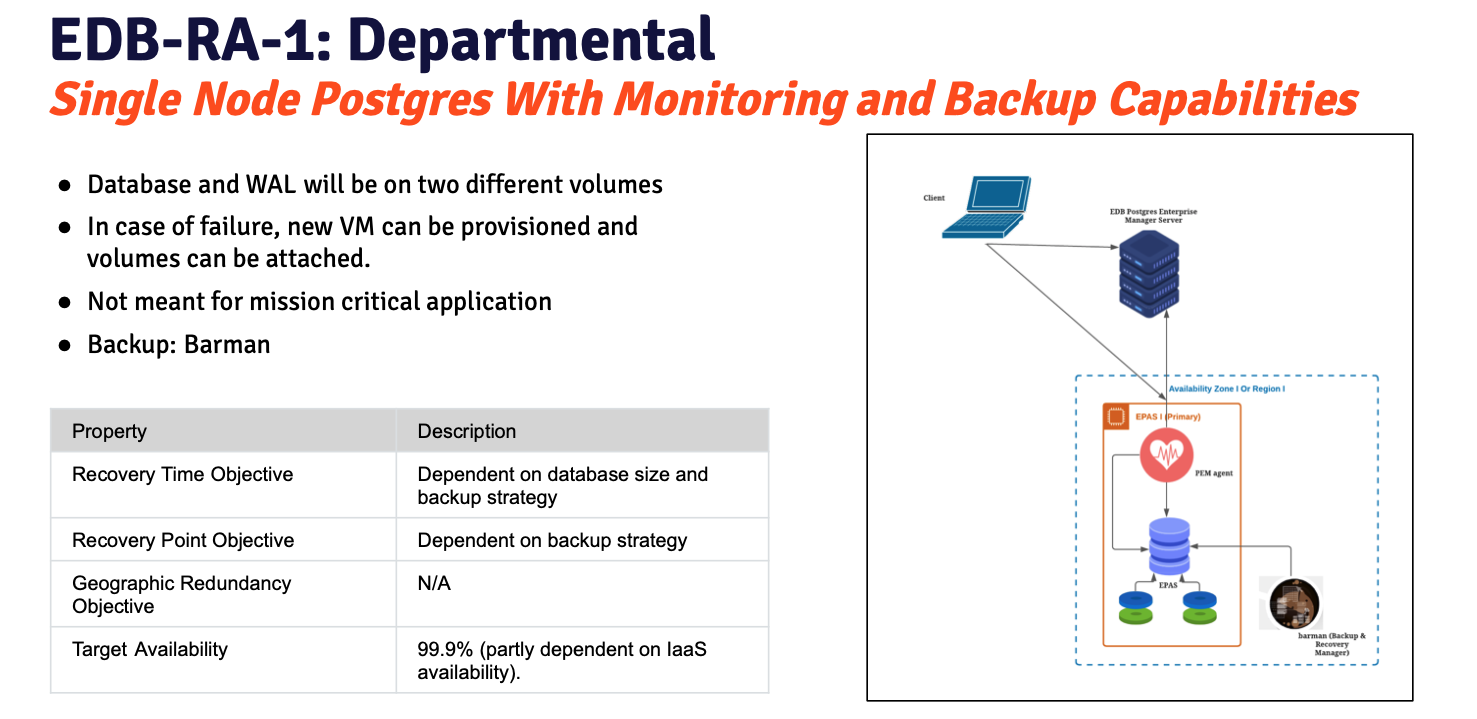 EDB-RA-1: Departmental
Single Node Postgres With Monitoring and Backup Capabilities
● Database and WAL will be on two different volumes
● In case of failure, new VM can be provisioned and
volumes can be attached.
● Not meant for mission critical application
● Backup: Barman
Property Description
Recovery Time Objective Dependent on database size and
backup strategy
Recovery Point Objective Dependent on backup strategy
Geographic Redundancy N/A
Objective
Target Availability 99.9% (partly dependent on IaaS
availability).
Client
EDB Postgres Enterprise
Manager Server
Availability Zone I Or Region I
EPAS I (Primary)
PEM agent
EPAS
barman (Backup &
Recovery
Manager)